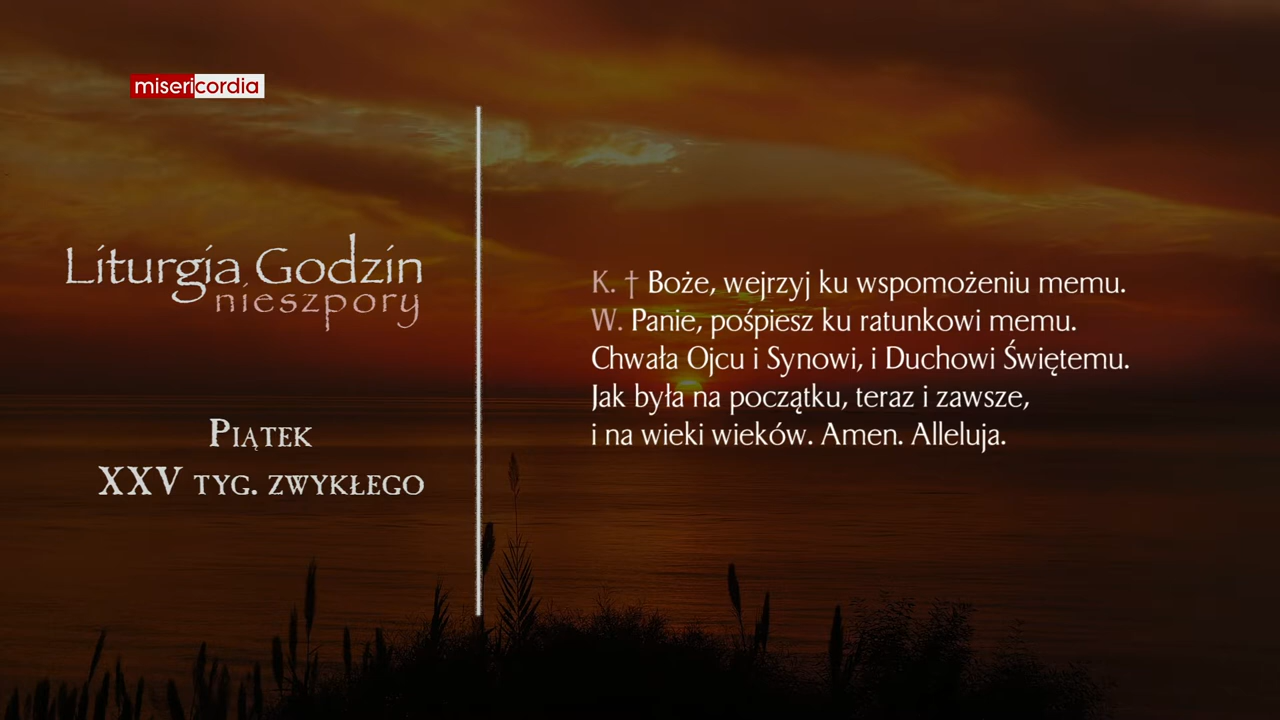 misericordia
Liturgia Godzin
nieszpory
Piątek
XXV tyg. zwykłego
K. † Boże, wejrzyj ku wspomożeniu memu.
W. Panie, pośpiesz ku ratunkowi memu.
Chwała Ojcu i Synowi, i Duchowi Świętemu.
Jak była na początku, teraz i zawsze,
i na wieki wieków. Amen. Alleluja.